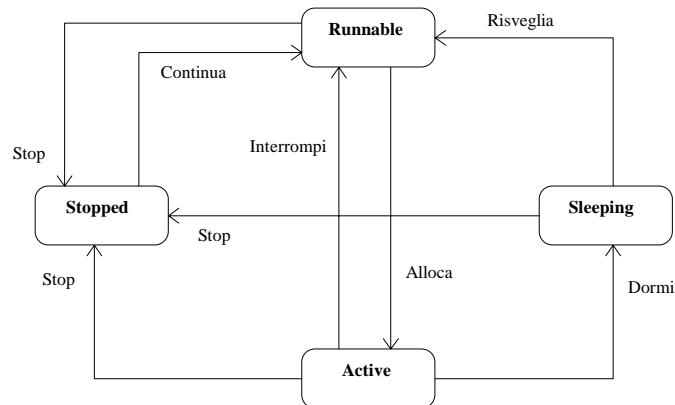 Runnable
Risveglia
Continua
Interrompi
Stop
Stopped
Sleeping
Stop
Stop
Alloca
Dormi
Active